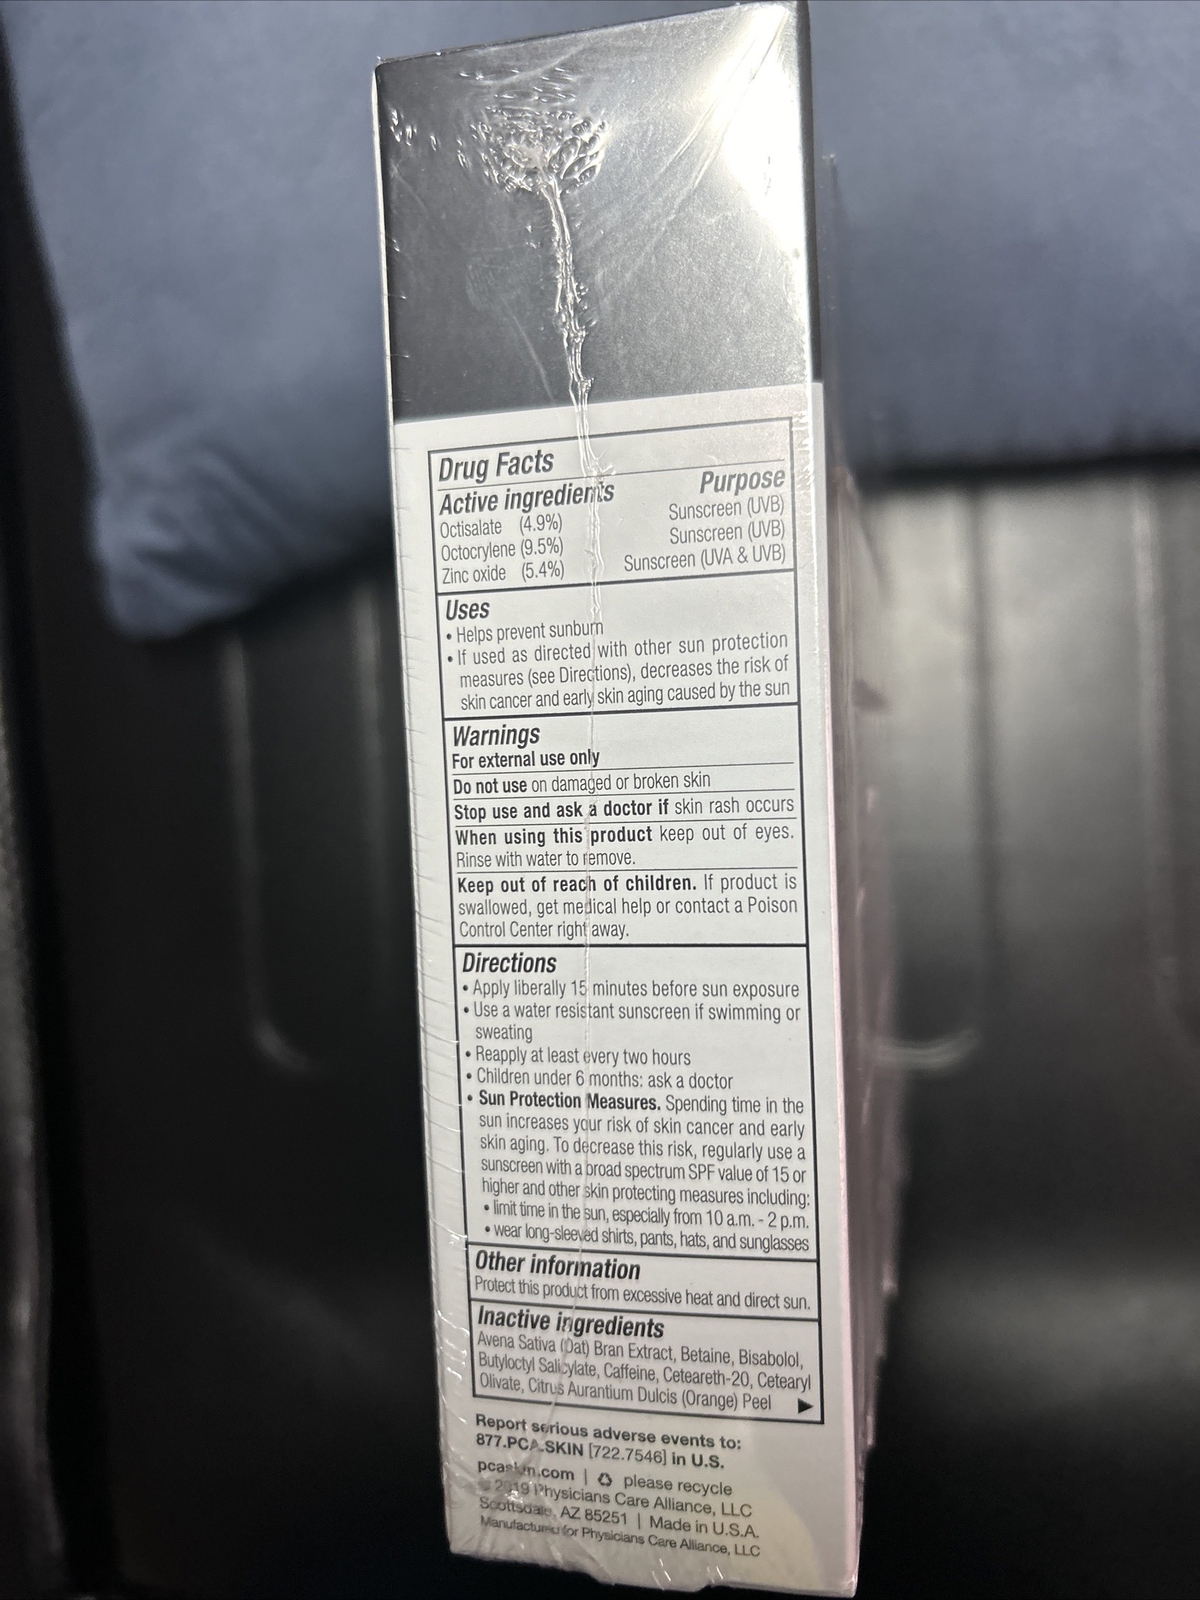 Drug Facts
Active ingredients Purpose
Octisalate (4.9%) Sunscreen (UVB)
Octocrylene (9.5%) Sunscreen (UVB)
Zinc oxide (5.4%) Sunscreen (UVA & UVB)
Uses
• Helps prevent sunburn
• If used as directed with other sun protection
measures (see Directions), decreases the risk of
skin cancer and early skin aging caused by the sun
Warnings
For external use only
Do not use on damaged or broken skin
Stop use and ask a doctor if skin rash occurs
When using this product keep out of eyes.
Rinse with water to remove.
Keep out of reach of children. If product is
swallowed, get medical help or contact a Poison
Control Center right away.
Directions
• Apply liberally 15 minutes before sun exposure
• Use a water resistant sunscreen if swimming or
sweating
• Reapply at least every two hours
• Children under 6 months: ask a doctor
• Sun Protection Measures. Spending time in the
sun increases your risk of skin cancer and early
skin aging. To decrease this risk, regularly use a
sunscreen with a broad spectrum SPF value of 15 or
higher and other skin protecting measures including:
• limit time in the sun, especially from 10 a.m. - 2 p.m.
• wear long-sleeved shirts, pants, hats, and sunglasses
Other information
Protect this product from excessive heat and direct sun.
Inactive ingredients
Avena Sativa (Oat) Bran Extract, Betaine, Bisabolol,
Butyloctyl Salicylate, Caffeine, Ceteareth-20, Cetearyl
Olivate, Citrus Aurantium Dulcis (Orange) Peel
Report serious adverse events to:
877.PCA.SKIN [722.7546] in U.S.
pcaskin.com | please recycle
© 2019 Physicians Care Alliance, LLC
Scottsdale, AZ 85251 | Made in U.S.A.
Manufactured for Physicians Care Alliance, LLC